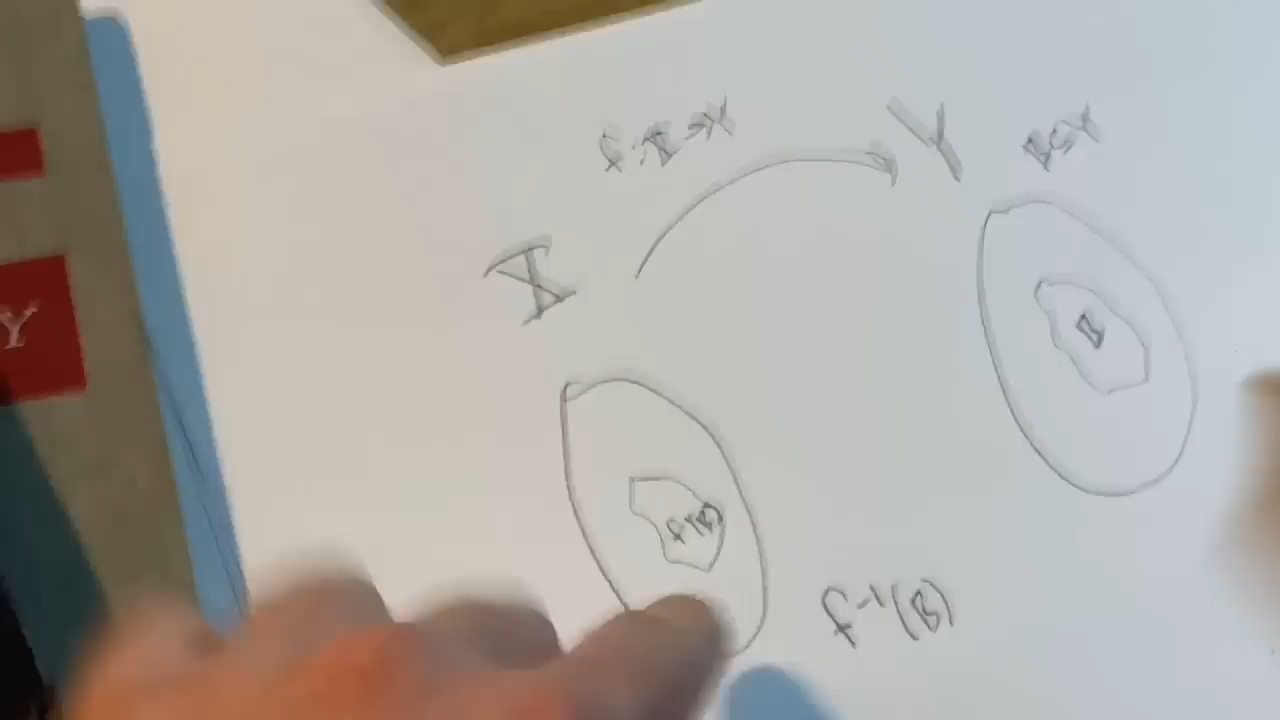 f: X → Y
Y
B ⊆ Y
X
B
f⁻¹(B)
f⁻¹(B)
Y